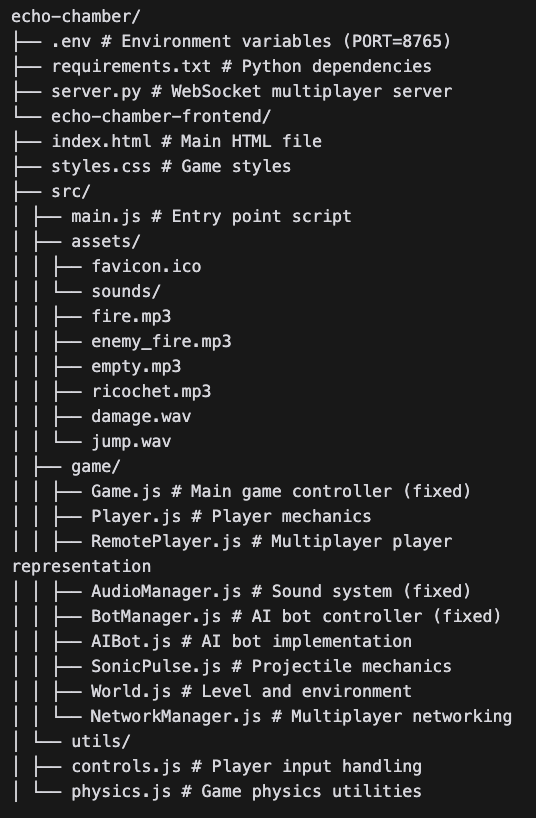 echo-chamber/
├── .env # Environment variables (PORT=8765)
├── requirements.txt # Python dependencies
├── server.py # WebSocket multiplayer server
└── echo-chamber-frontend/
├── index.html # Main HTML file
├── styles.css # Game styles
├── src/
│ ├── main.js # Entry point script
│ ├── assets/
│ │ ├── favicon.ico
│ │ └── sounds/
│ │ ├── fire.mp3
│ │ ├── enemy_fire.mp3
│ │ ├── empty.mp3
│ │ ├── ricochet.mp3
│ │ ├── damage.wav
│ │ └── jump.wav
│ ├── game/
│ │ ├── Game.js # Main game controller (fixed)
│ │ ├── Player.js # Player mechanics
│ │ ├── RemotePlayer.js # Multiplayer player
representation
│ │ ├── AudioManager.js # Sound system (fixed)
│ │ ├── BotManager.js # AI bot controller (fixed)
│ │ ├── AIBot.js # AI bot implementation
│ │ ├── SonicPulse.js # Projectile mechanics
│ │ ├── World.js # Level and environment
│ │ └── NetworkManager.js # Multiplayer networking
│ └── utils/
│ ├── controls.js # Player input handling
│ └── physics.js # Game physics utilities